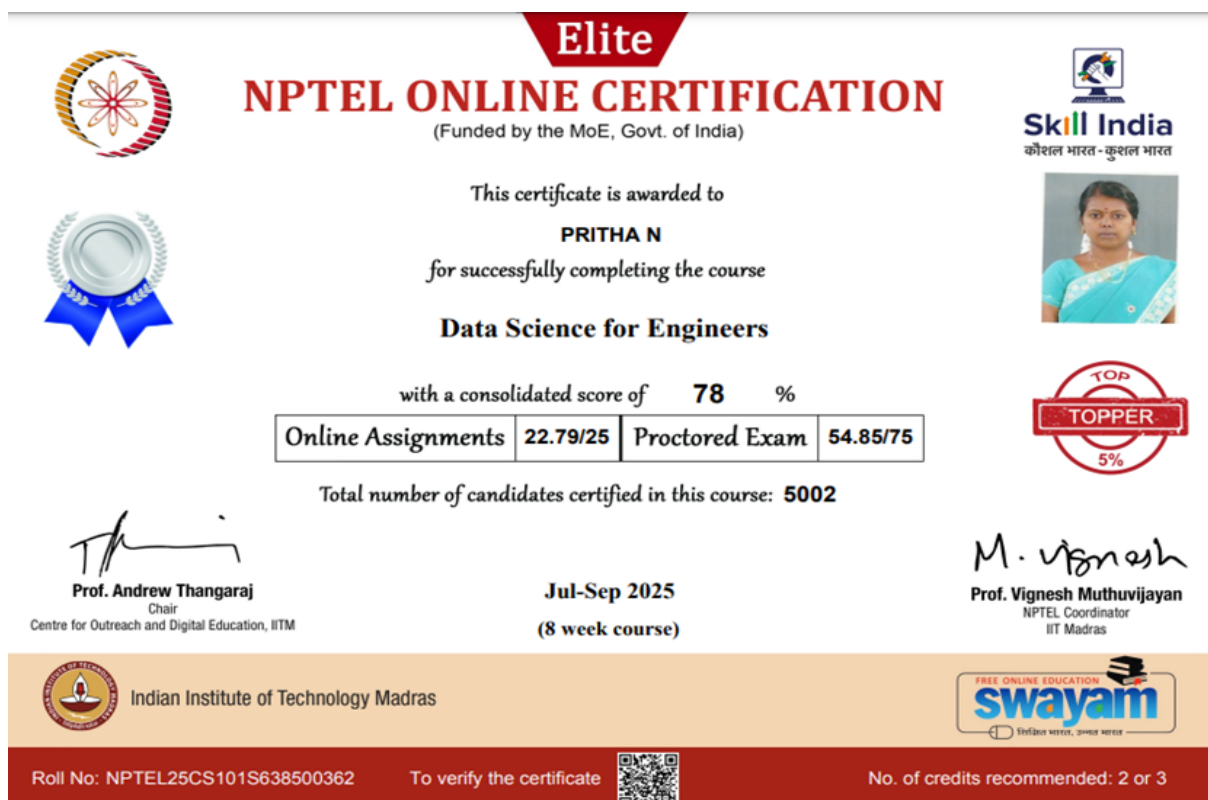 Elite
NPTEL ONLINE CERTIFICATION
(Funded by the MoE, Govt. of India)
Skill India
कौशल भारत - कुशल भारत
This certificate is awarded to
PRITHA N
for successfully completing the course
Data Science for Engineers
with a consolidated score of 78 %
Online Assignments 22.79/25 Proctored Exam 54.85/75
TOP
TOPPER
5%
Total number of candidates certified in this course: 5002
M. Vignesh
Prof. Andrew Thangaraj
Chair
Centre for Outreach and Digital Education, IITM
Jul-Sep 2025
(8 week course)
Prof. Vignesh Muthuvijayan
NPTEL Coordinator
IIT Madras
Indian Institute of Technology Madras
FREE ONLINE EDUCATION
swayam
शिक्षित भारत, उन्नत भारत
Roll No: NPTEL25CS101S638500362 To verify the certificate No. of credits recommended: 2 or 3